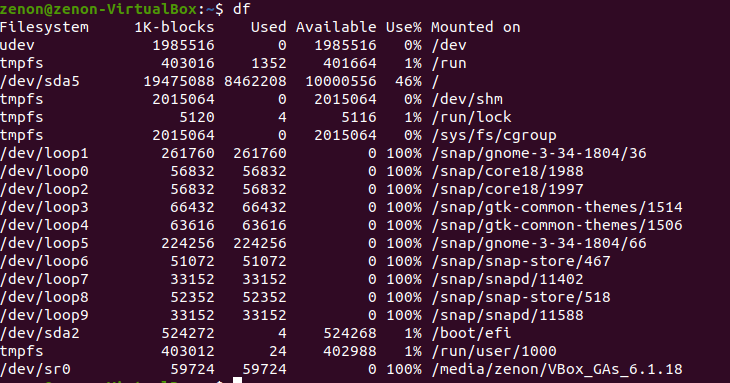 zenon@zenon-VirtualBox:~$ df
Filesystem     1K-blocks    Used Available Use% Mounted on
udev             1985516       0   1985516   0% /dev
tmpfs             403016    1352    401664   1% /run
/dev/sda5       19475088 8462208  10000556  46% /
tmpfs            2015064       0   2015064   0% /dev/shm
tmpfs               5120       4      5116   1% /run/lock
tmpfs            2015064       0   2015064   0% /sys/fs/cgroup
/dev/loop1        261760  261760         0 100% /snap/gnome-3-34-1804/36
/dev/loop0         56832   56832         0 100% /snap/core18/1988
/dev/loop2         56832   56832         0 100% /snap/core18/1997
/dev/loop3         66432   66432         0 100% /snap/gtk-common-themes/1514
/dev/loop4         63616   63616         0 100% /snap/gtk-common-themes/1506
/dev/loop5        224256  224256         0 100% /snap/gnome-3-34-1804/66
/dev/loop6         51072   51072         0 100% /snap/snap-store/467
/dev/loop7         33152   33152         0 100% /snap/snapd/11402
/dev/loop8         52352   52352         0 100% /snap/snap-store/518
/dev/loop9         33152   33152         0 100% /snap/snapd/11588
/dev/sda2         524272       4    524268   1% /boot/efi
tmpfs             403012      24    402988   1% /run/user/1000
/dev/sr0           59724   59724         0 100% /media/zenon/VBox_GAs_6.1.18